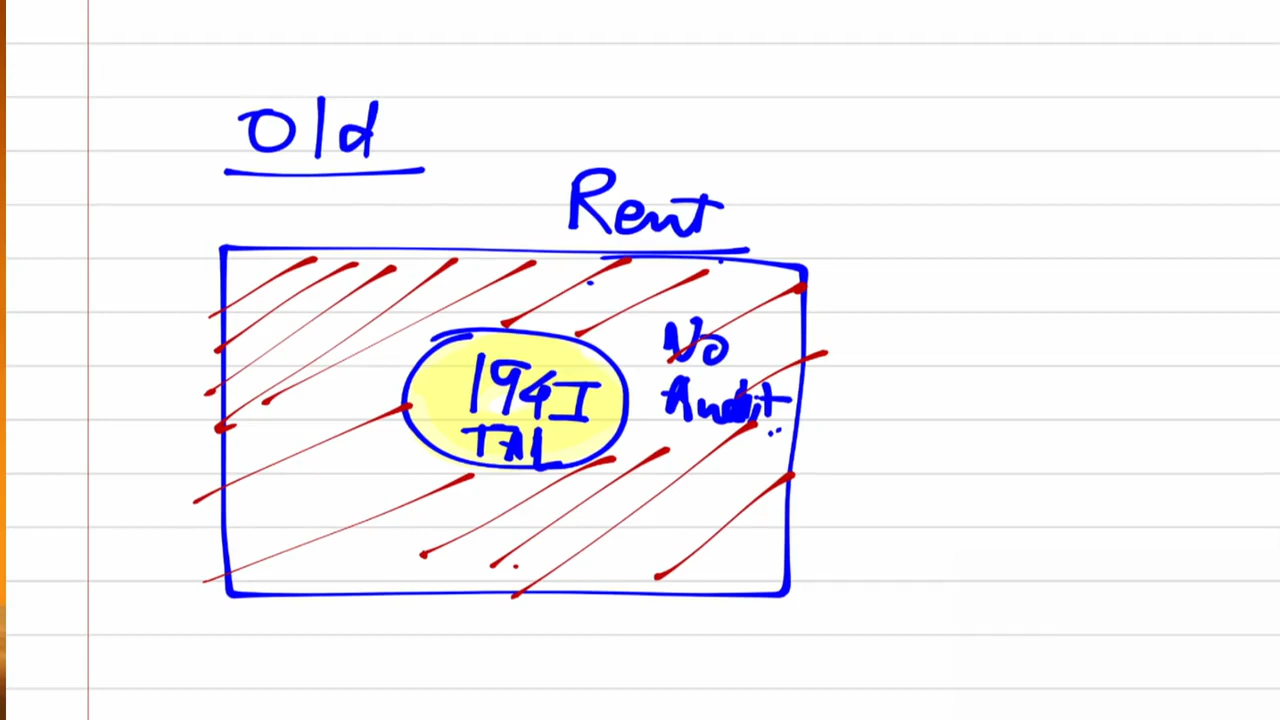 Old
Rent
No
Audit
194I
TAL